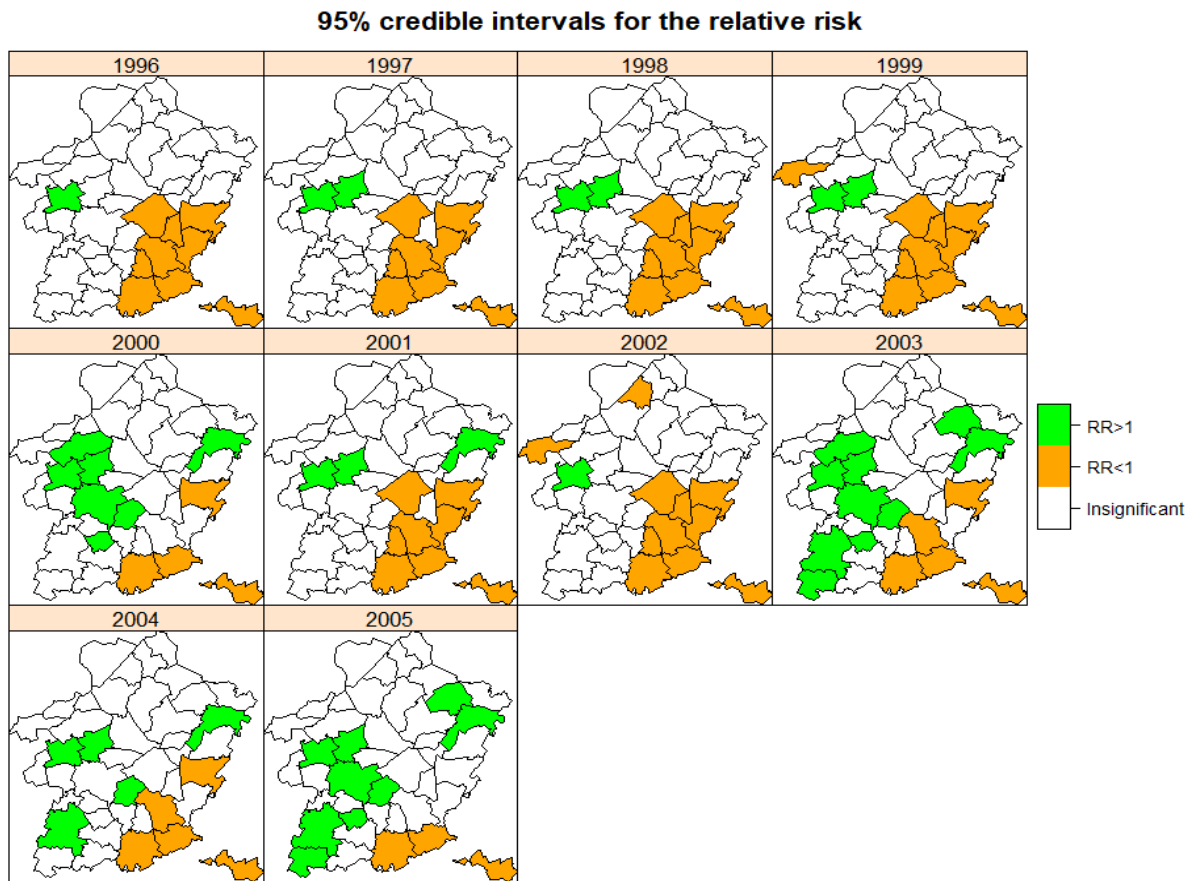 95% credible intervals for the relative risk
1996
1997
1998
1999
2000
2001
2002
2003
RR>1
RR<1
Insignificant
2004
2005